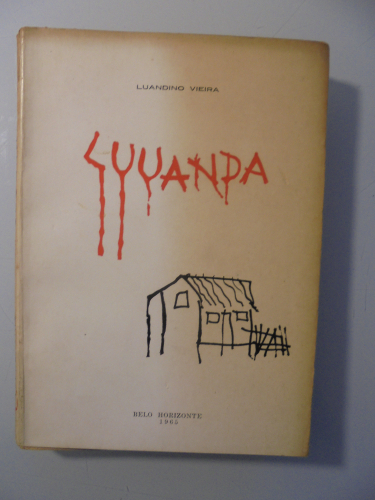 LUANDINO VIEIRA
LUUANDA
BELO HORIZONTE
1965